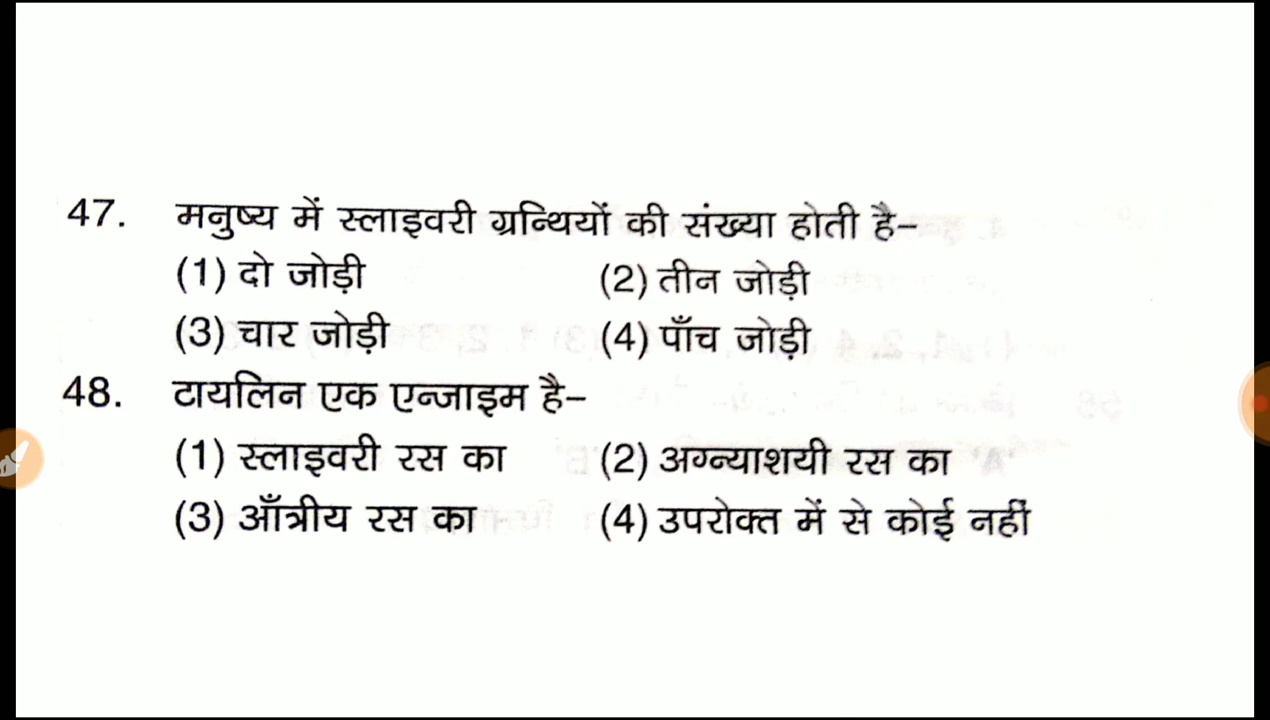 47. मनुष्य में स्लाइवरी ग्रन्थियों की संख्या होती है–
(1) दो जोड़ी (2) तीन जोड़ी
(3) चार जोड़ी (4) पाँच जोड़ी
48. टायलिन एक एन्जाइम है–
(1) स्लाइवरी रस का (2) अग्न्याशयी रस का
(3) आँत्रीय रस का (4) उपरोक्त में से कोई नहीं